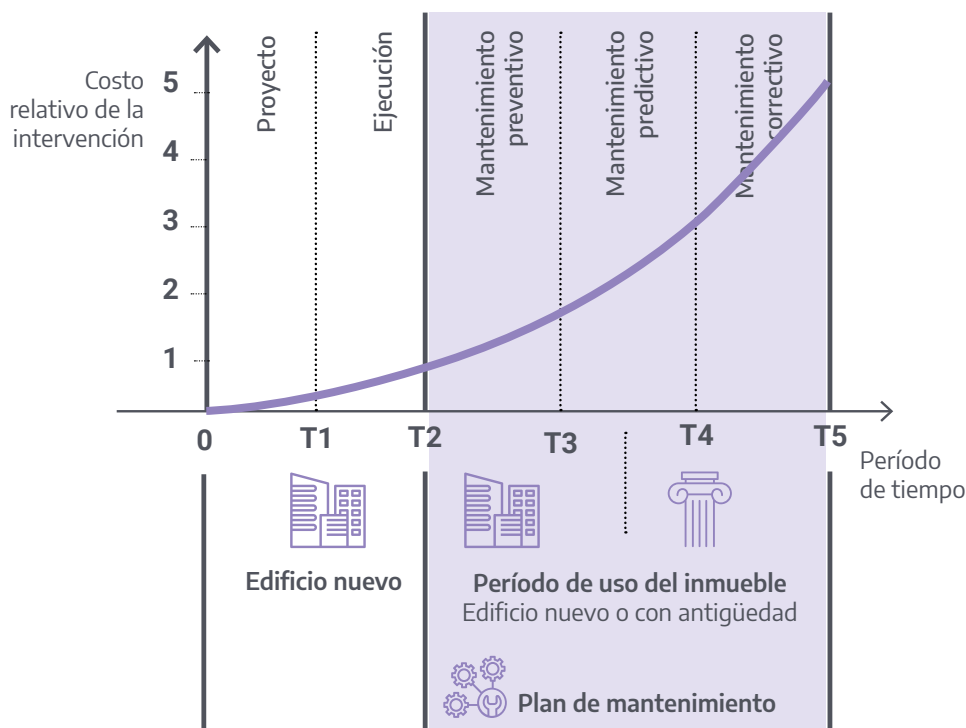 Costo
relativo de la
intervención
5
4
3
2
1
Proyecto
Ejecución
Mantenimiento
preventivo
Mantenimiento
predictivo
Mantenimiento
correctivo
0
T1
T2
T3
T4
T5
Período
de tiempo
Edificio nuevo
Período de uso del inmueble
Edificio nuevo o con antigüedad
Plan de mantenimiento